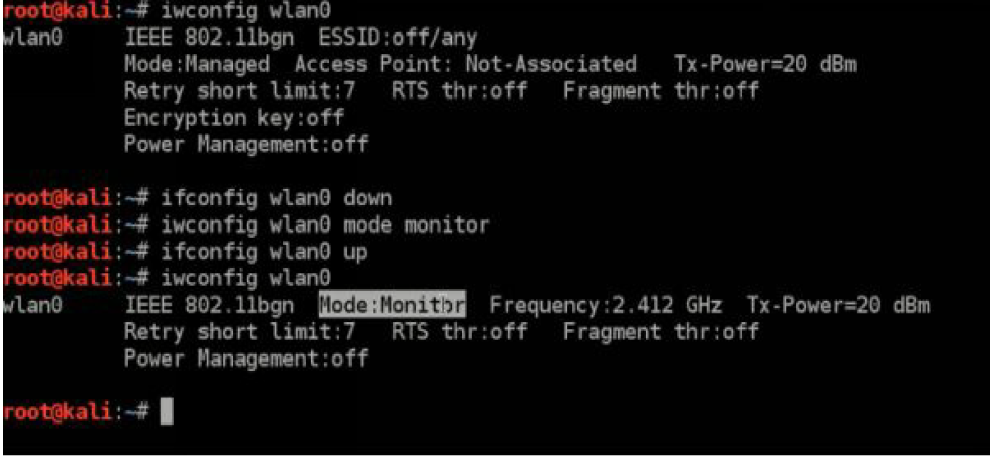 root@kali:~# iwconfig wlan0
wlan0 IEEE 802.11bgn ESSID:off/any
Mode:Managed Access Point: Not-Associated Tx-Power=20 dBm
Retry short limit:7 RTS thr:off Fragment thr:off
Encryption key:off
Power Management:off
root@kali:~# ifconfig wlan0 down
root@kali:~# iwconfig wlan0 mode monitor
root@kali:~# ifconfig wlan0 up
root@kali:~# iwconfig wlan0
wlan0 IEEE 802.11bgn Mode:Monitor Frequency:2.412 GHz Tx-Power=20 dBm
Retry short limit:7 RTS thr:off Fragment thr:off
Power Management:off
root@kali:~#